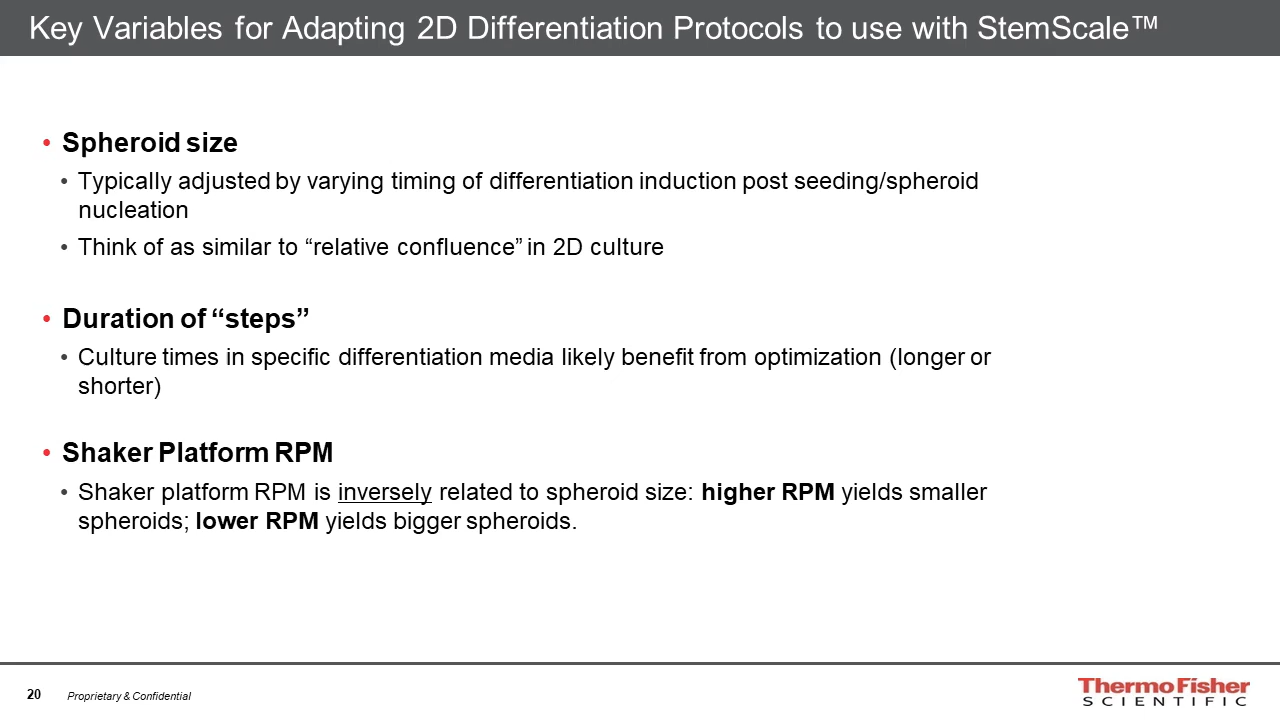 Key Variables for Adapting 2D Differentiation Protocols to use with StemScale™
• Spheroid size
• Typically adjusted by varying timing of differentiation induction post seeding/spheroid
nucleation
• Think of as similar to “relative confluence” in 2D culture
• Duration of “steps”
• Culture times in specific differentiation media likely benefit from optimization (longer or
shorter)
• Shaker Platform RPM
• Shaker platform RPM is inversely related to spheroid size: higher RPM yields smaller
spheroids; lower RPM yields bigger spheroids.
20 Proprietary & Confidential
ThermoFisher
SCIENTIFIC